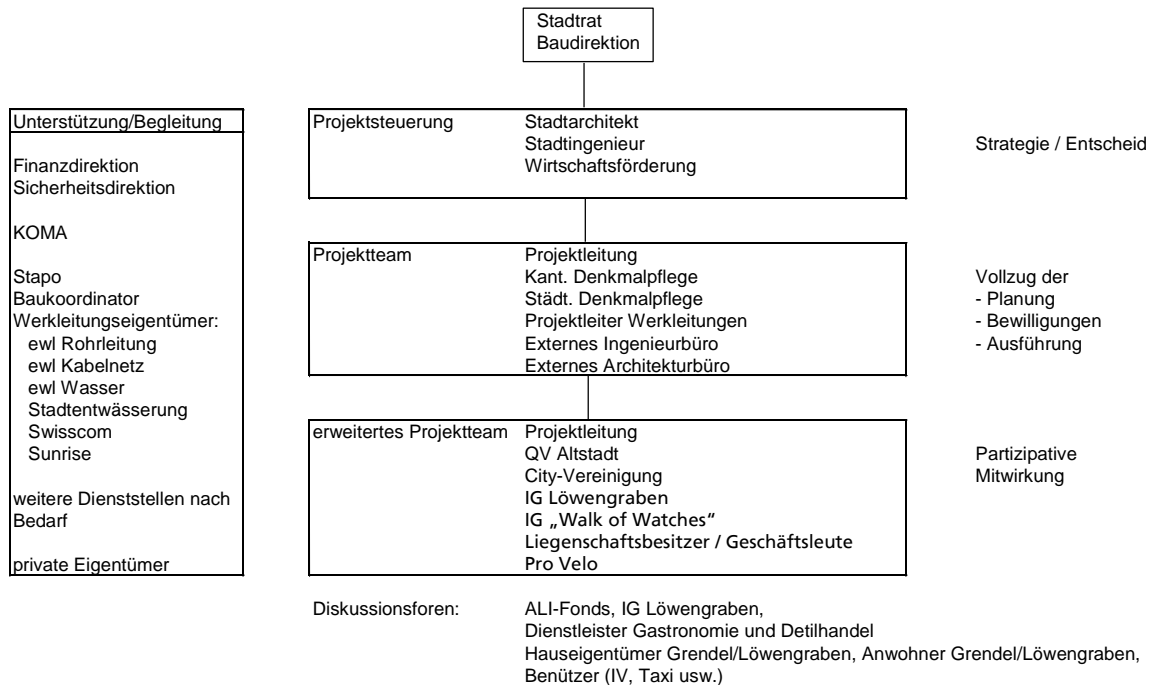 Stadtrat
Baudirektion
Unterstützung/Begleitung
Finanzdirektion
Sicherheitsdirektion
KOMA
Stapo
Baukoordinator
Werkleitungseigentümer:
ewl Rohrleitung
ewl Kabelnetz
ewl Wasser
Stadtentwässerung
Swisscom
Sunrise
weitere Dienststellen nach
Bedarf
private Eigentümer
Projektsteuerung
Stadtarchitekt
Stadtingenieur
Wirtschaftsförderung
Strategie / Entscheid
Projektteam
Projektleitung
Kant. Denkmalpflege
Städt. Denkmalpflege
Projektleiter Werkleitungen
Externes Ingenieurbüro
Externes Architekturbüro
Vollzug der
- Planung
- Bewilligungen
- Ausführung
erweitertes Projektteam
Projektleitung
QV Altstadt
City-Vereinigung
IG Löwengraben
IG „Walk of Watches“
Liegenschaftsbesitzer / Geschäftsleute
Pro Velo
Partizipative
Mitwirkung
Diskussionsforen:
ALI-Fonds, IG Löwengraben,
Dienstleister Gastronomie und Detilhandel
Hauseigentümer Grendel/Löwengraben, Anwohner Grendel/Löwengraben,
Benützer (IV, Taxi usw.)